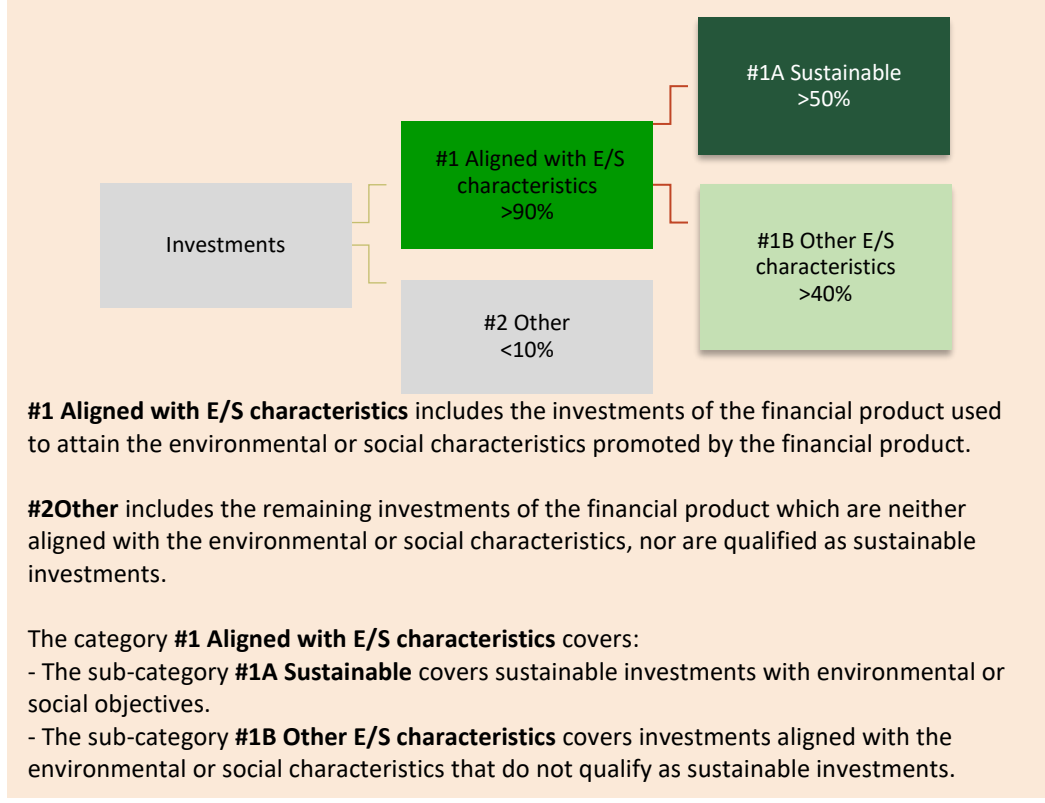 #1A Sustainable
>50%
#1 Aligned with E/S
characteristics
>90%
Investments
#1B Other E/S
characteristics
>40%
#2 Other
<10%
#1 Aligned with E/S characteristics includes the investments of the financial product used
to attain the environmental or social characteristics promoted by the financial product.
#2Other includes the remaining investments of the financial product which are neither
aligned with the environmental or social characteristics, nor are qualified as sustainable
investments.
The category #1 Aligned with E/S characteristics covers:
- The sub-category #1A Sustainable covers sustainable investments with environmental or
social objectives.
- The sub-category #1B Other E/S characteristics covers investments aligned with the
environmental or social characteristics that do not qualify as sustainable investments.